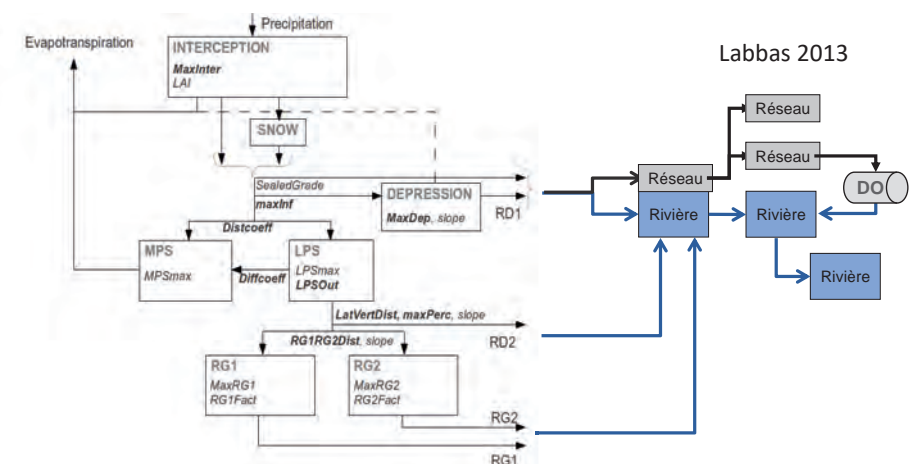 Precipitation
Evapotranspiration
INTERCEPTION
MaxInter
LAI
Labbas 2013
SNOW
Réseau
Réseau
Réseau
DO
SealedGrade
maxInf
DEPRESSION
MaxDep, slope
RD1
Rivière
Rivière
Rivière
Distcoeff
MPS
MPSmax
Diffcoeff
LPS
LPSmax
LPSOut
LatVertDist, maxPerc, slope
RD2
RG1RG2Dist, slope
RG1
MaxRG1
RG1Fact
RG2
MaxRG2
RG2Fact
RG2
RG1